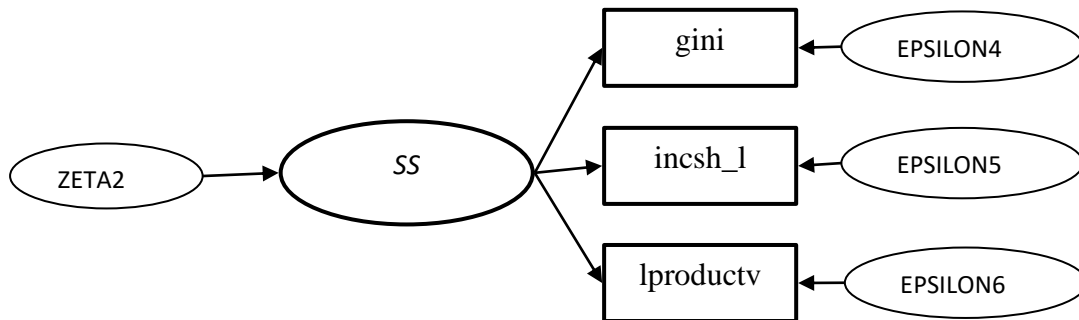 gini
EPSILON4
ZETA2
SS
incsh_l
EPSILON5
lproductv
EPSILON6